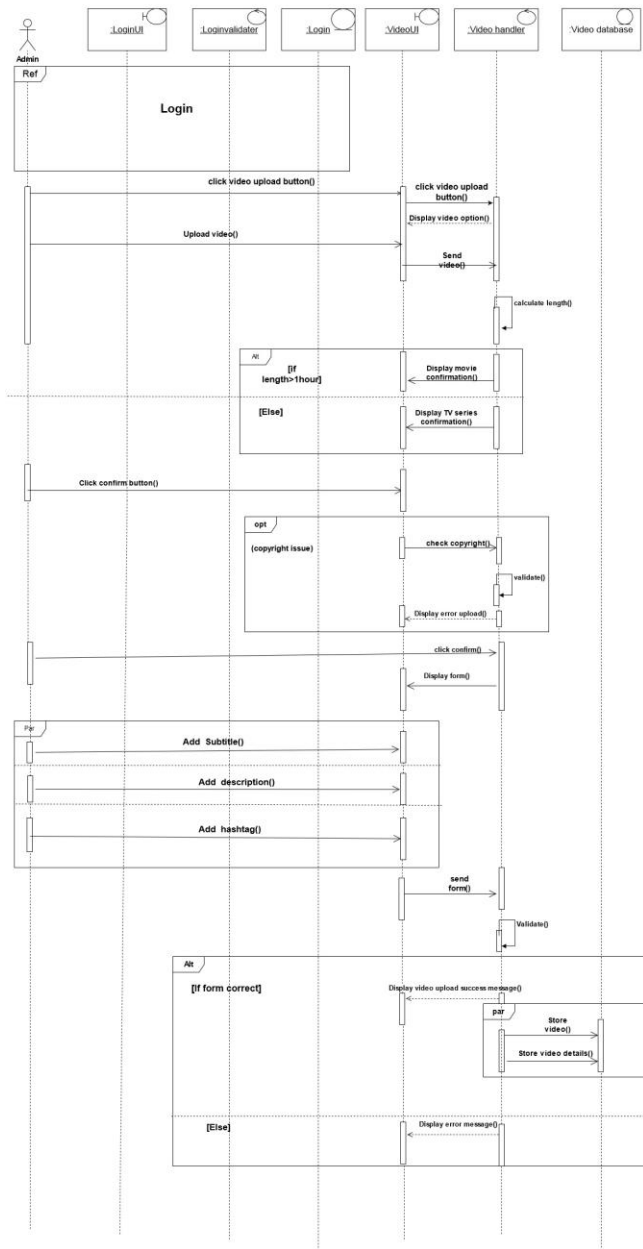 :LoginUI
:Loginvalidater
:Login
:VideoUI
:Video handler
:Video database
Admin
Ref
Login
click video upload button()
click video upload
button()
Display video option()
Upload video()
Send
video()
calculate length()
Alt
[if
length>1hour]
Display movie
confirmation()
[Else]
Display TV series
confirmation()
Click confirm button()
opt
(copyright issue)
check copyright()
validate()
Display error upload()
click confirm()
Display form()
Par
Add Subtitle()
Add description()
Add hashtag()
send
form()
Validate()
Alt
[If form correct]
Display video upload success message()
par
Store
video()
Store video details()
[Else]
Display error message()